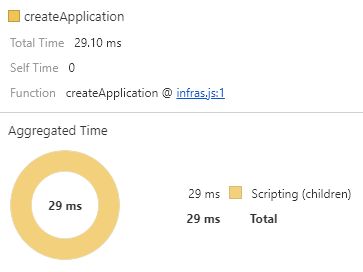 createApplication
Total Time 29.10 ms
Self Time 0
Function createApplication @ infras.js:1
Aggregated Time
29 ms
29 ms Scripting (children)
29 ms Total